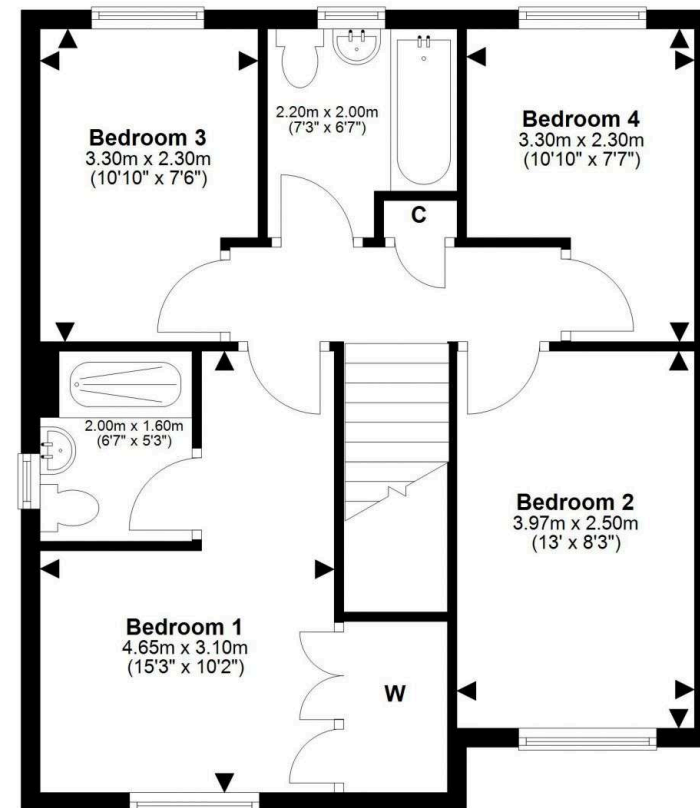 Bedroom 3
3.30m x 2.30m
(10'10" x 7'6")
2.20m x 2.00m
(7'3" x 6'7")
Bedroom 4
3.30m x 2.30m
(10'10" x 7'7")
C
2.00m x 1.60m
(6'7" x 5'3")
Bedroom 2
3.97m x 2.50m
(13' x 8'3")
Bedroom 1
4.65m x 3.10m
(15'3" x 10'2")
W